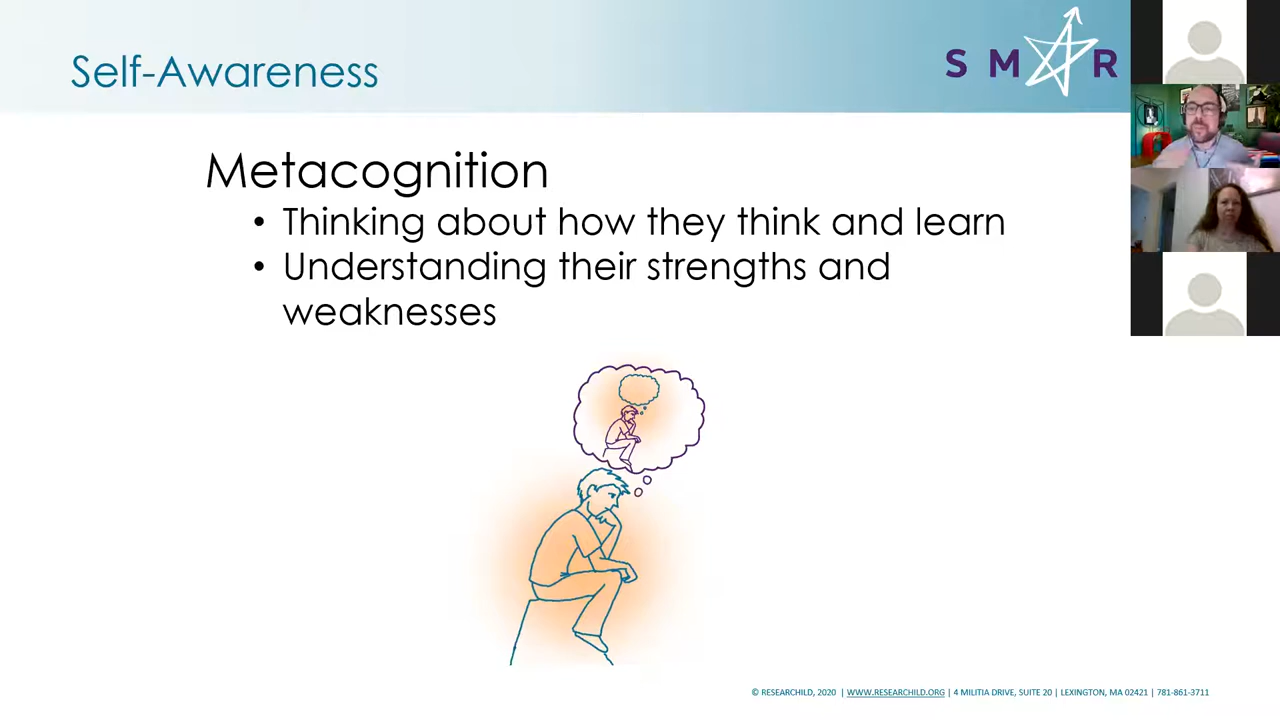 Self-Awareness
S M R
Metacognition
• Thinking about how they think and learn
• Understanding their strengths and
weaknesses
© RESEARCHILD, 2020 | WWW.RESEARCHILD.ORG | 4 MILITIA DRIVE, SUITE 20 | LEXINGTON, MA 02421 | 781-861-3711